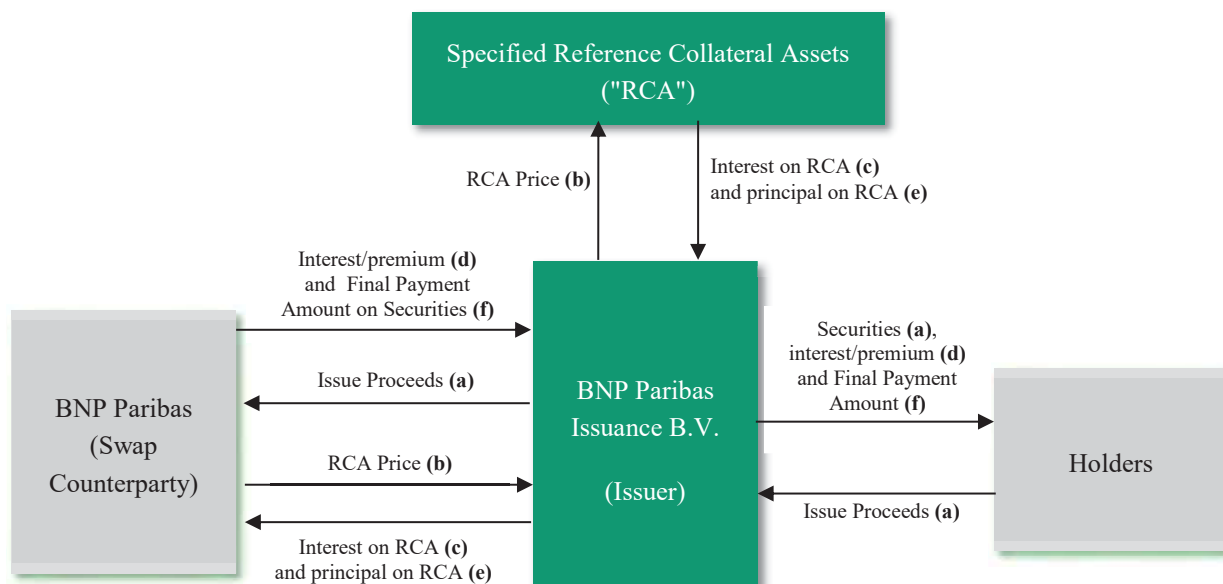 Specified Reference Collateral Assets
("RCA")
RCA Price (b)
Interest on RCA (c)
and principal on RCA (e)
Interest/premium (d)
and Final Payment
Amount on Securities (f)
Issue Proceeds (a)
RCA Price (b)
Interest on RCA (c)
and principal on RCA (e)
BNP Paribas
(Swap
Counterparty)
BNP Paribas
Issuance B.V.
(Issuer)
Securities (a),
interest/premium (d)
and Final Payment
Amount (f)
Issue Proceeds (a)
Holders